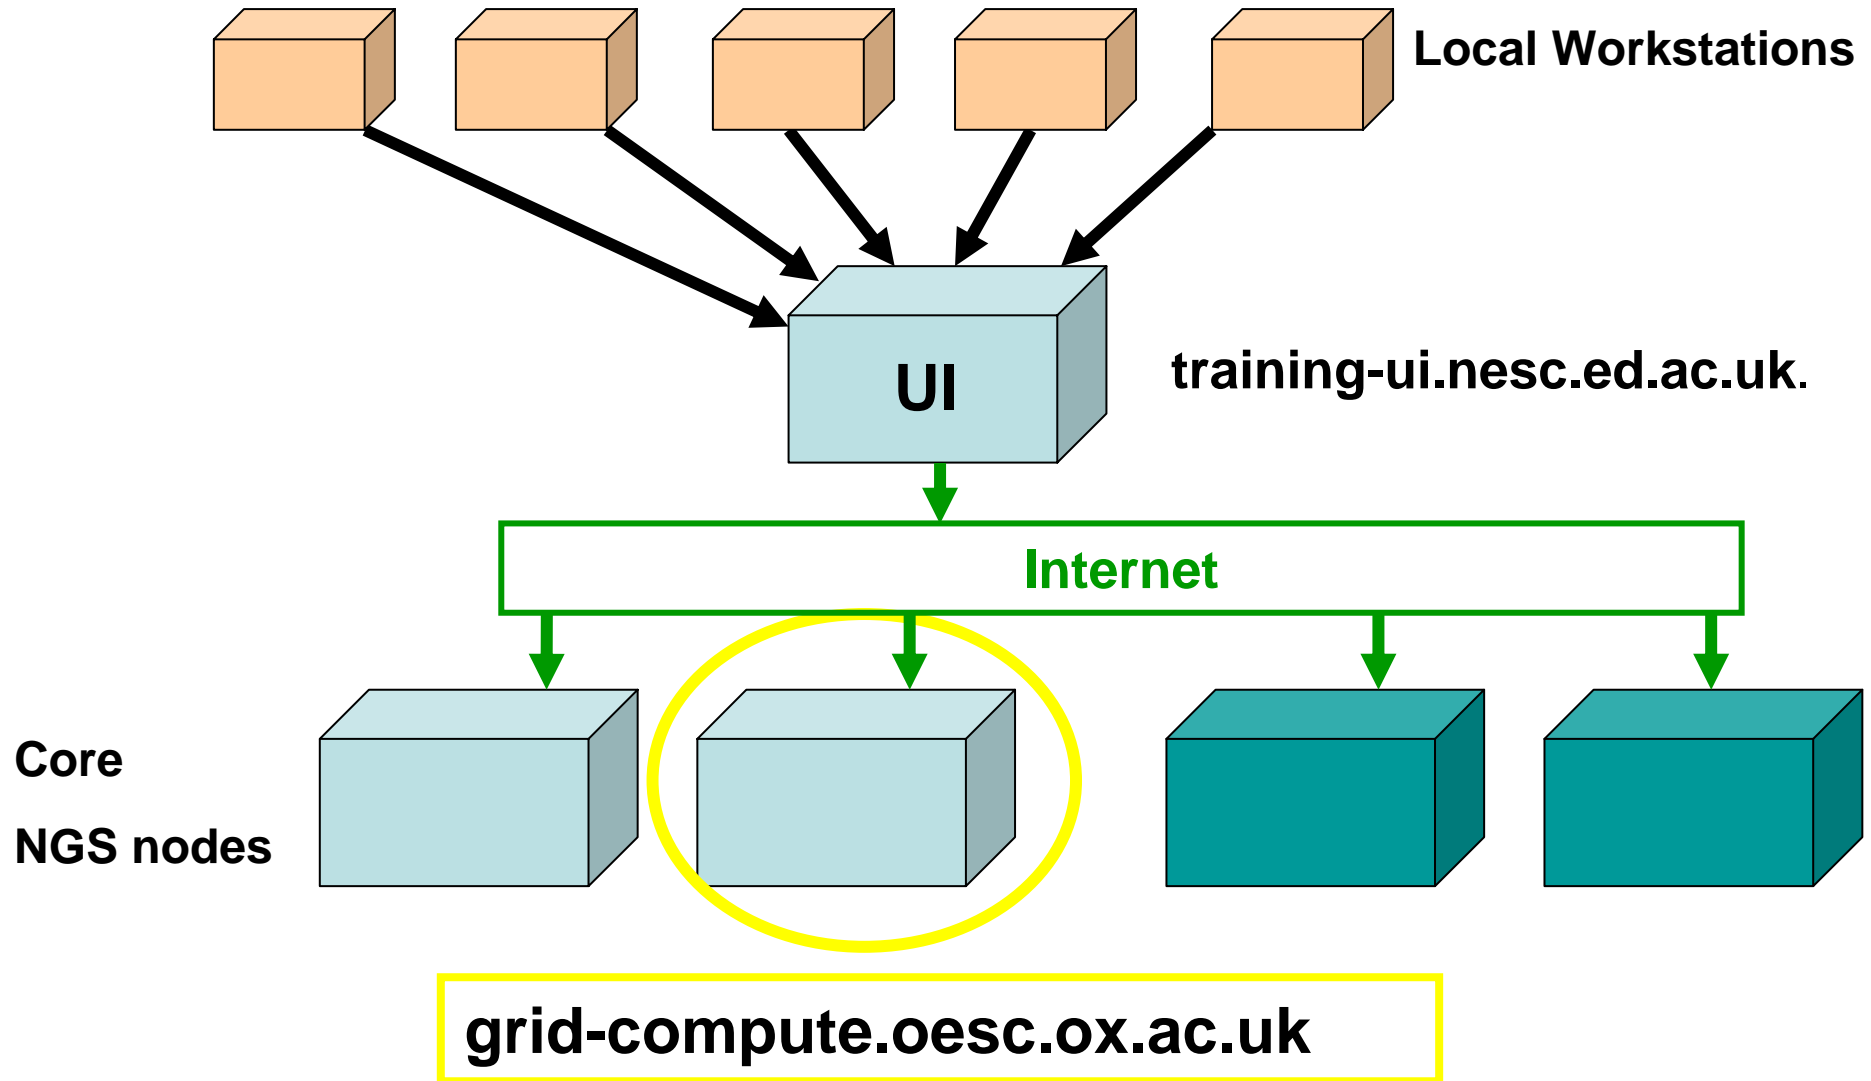 Local Workstations
UI
training-ui.nesc.ed.ac.uk.
Internet
Core
NGS nodes
grid-compute.oesc.ox.ac.uk